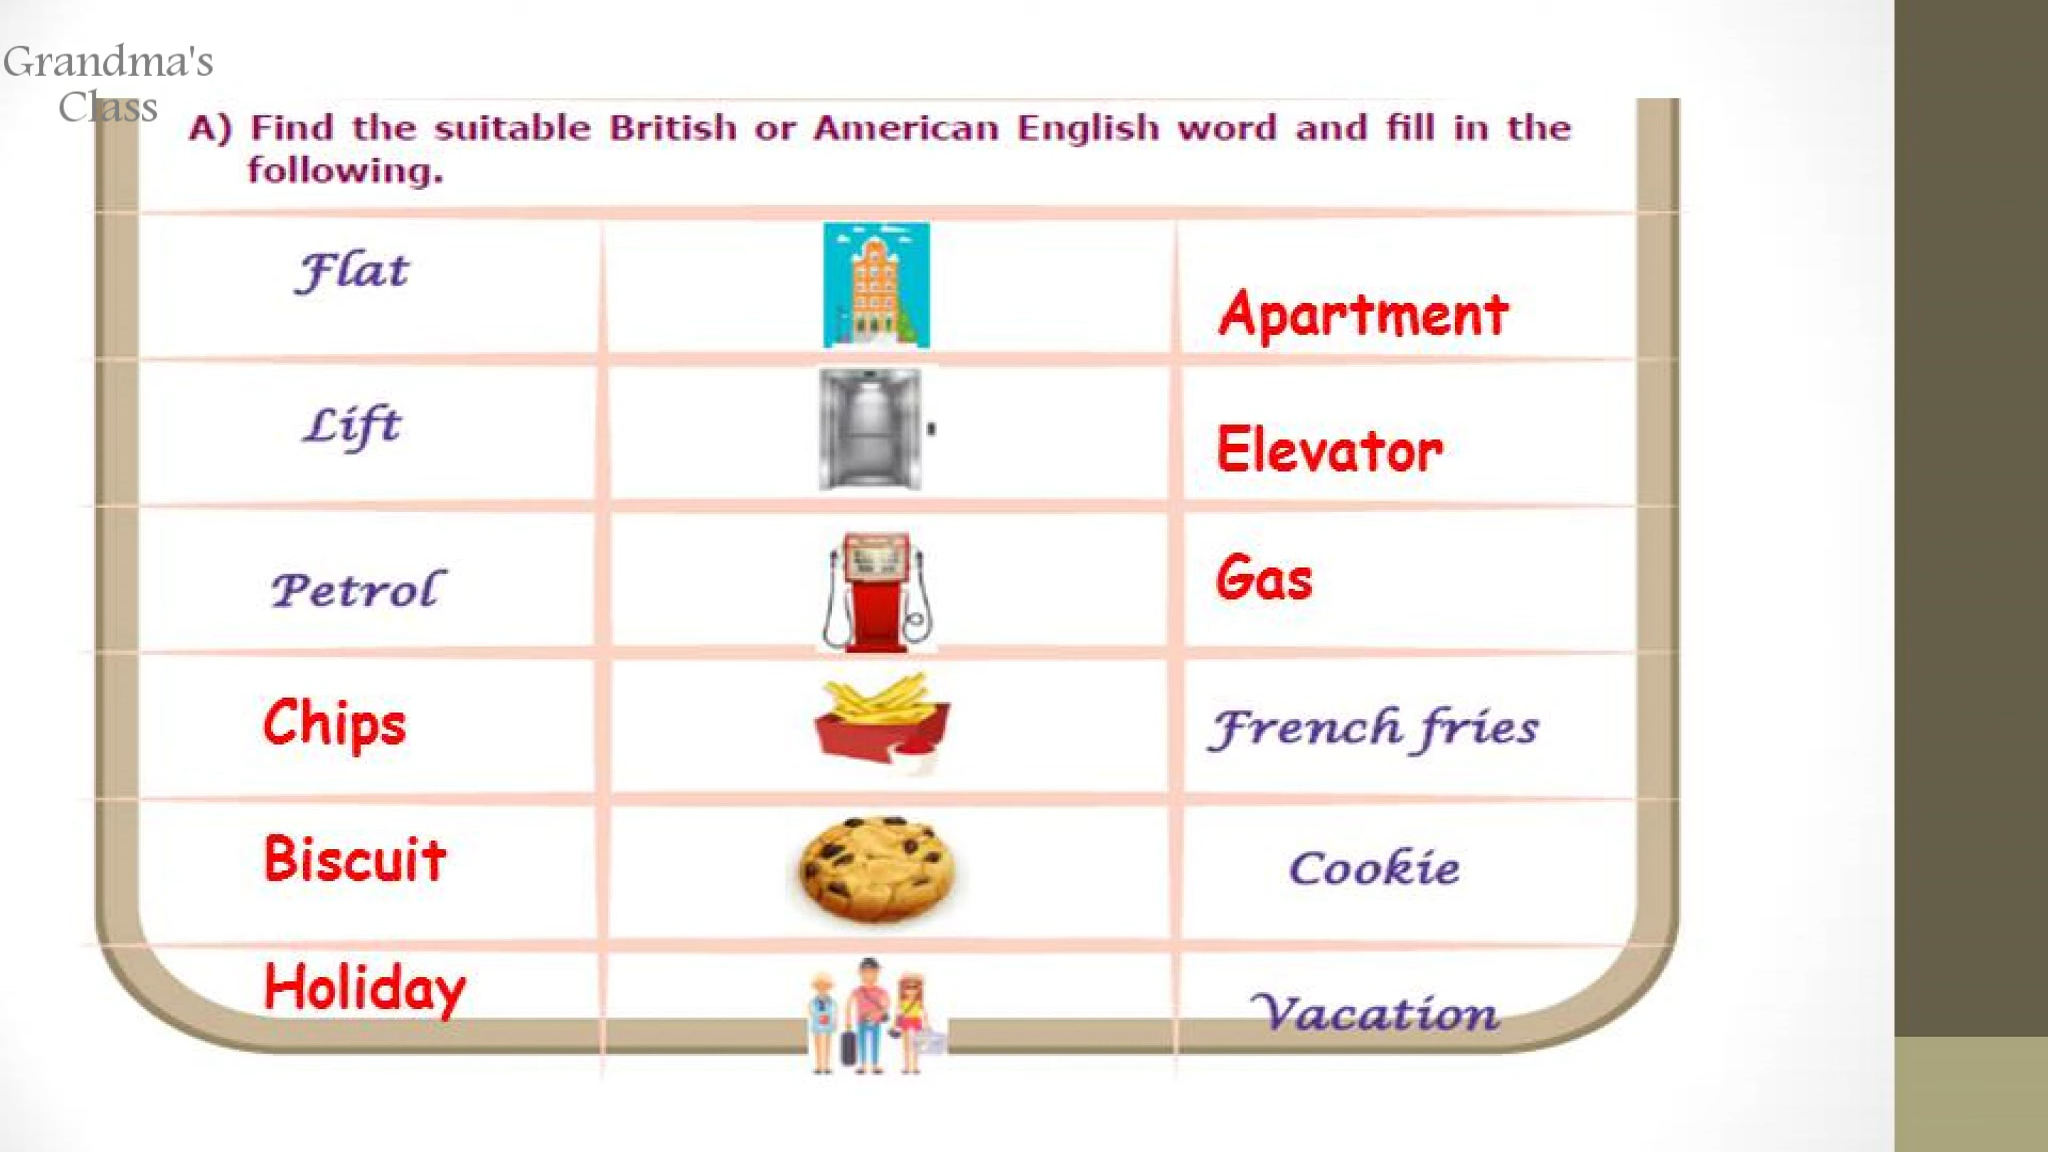 Grandma's
Class
A) Find the suitable British or American English word and fill in the
following.
Flat
Apartment
Lift
Elevator
Petrol
Gas
Chips
French fries
Biscuit
Cookie
Holiday
Vacation